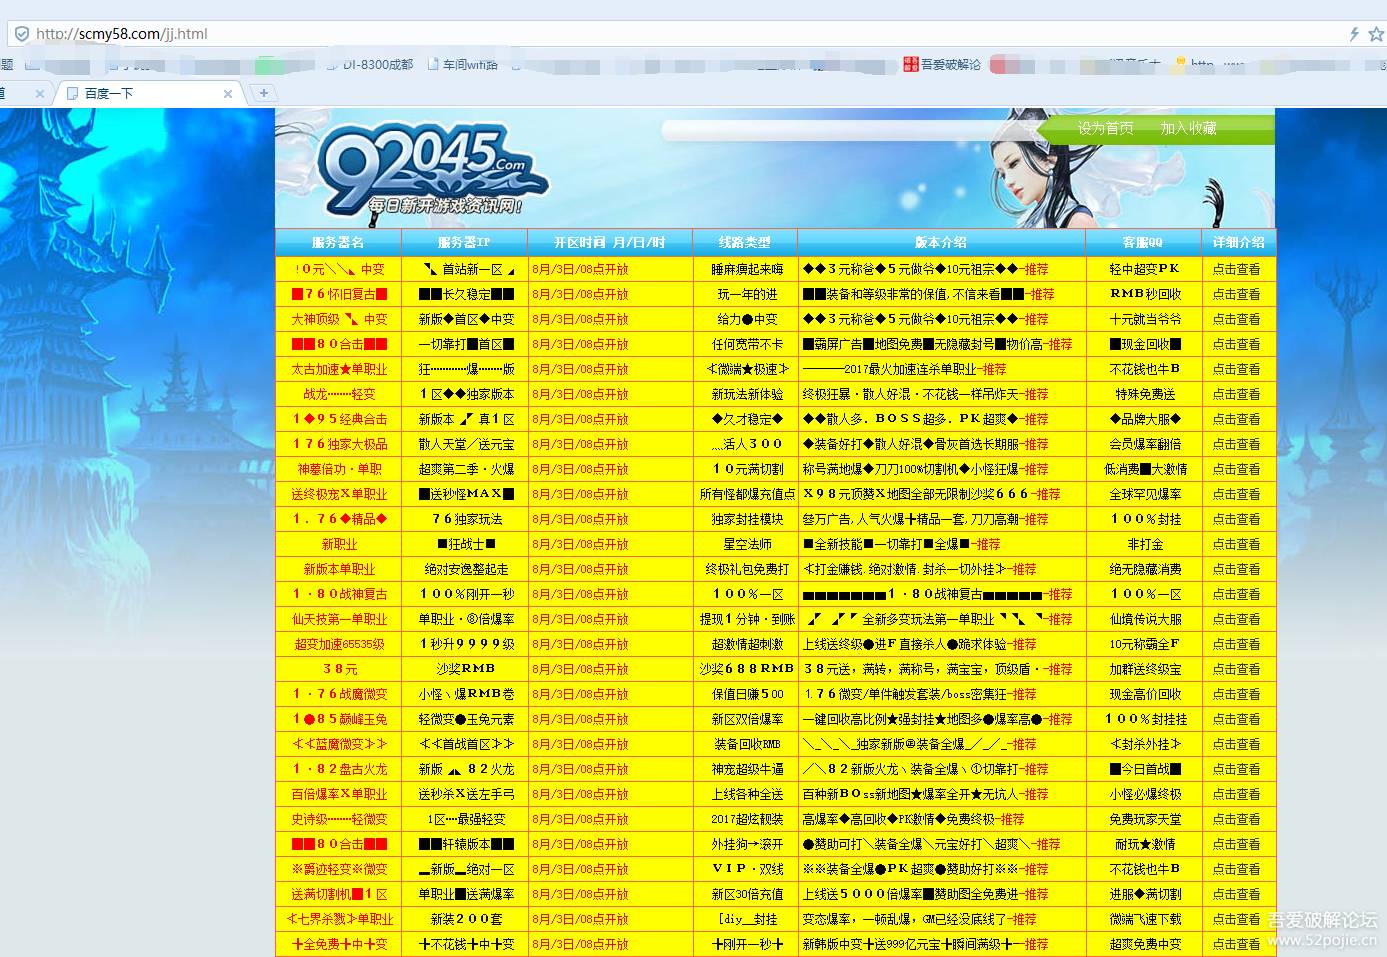 http://scmy58.com/jj.html
题 DI-8300成都 车间wifi路 吾爱破解论
道 百度一下
设为首页 加入收藏
92045.Com
每日新开游戏资讯网!
服务器名 服务器IP 开区时间 月/日/时 线路类型 版本介绍 客服QQ 详细介绍
!0元╲╲◣ 中变 ◥◣ 首站新一区 ◢ 8月/3日/08点开放 睡麻痹起来嗨 ◆◆3元称爸◆5元做爷◆10元祖宗◆◆-推荐 轻中超变PK 点击查看
■76怀旧复古■ ■■长久稳定■■ 8月/3日/08点开放 玩一年的进 ■■装备和等级非常的保值,不信来看■■-推荐 RMB秒回收 点击查看
大神顶级◥◣ 中变 新版◆首区◆中变 8月/3日/08点开放 给力●中变 ◆◆3元称爸◆5元做爷◆10元祖宗◆◆-推荐 十元就当爷爷 点击查看
■■80合击■■ 一切靠打■首区■ 8月/3日/08点开放 任何宽带不卡 ■霸屏广告■地图免费■无隐藏封号■物价高-推荐 ■现金回收■ 点击查看
太古加速★单职业 狂┈┈┈爆┈┈版 8月/3日/08点开放 ≮微端★极速≯ ————2017最火加速连杀单职业-推荐 不花钱也牛B 点击查看
战龙┈┈轻变 1区◆◆独家版本 8月/3日/08点开放 新玩法新体验 终极狂暴·散人好混·不花钱一样吊炸天-推荐 特殊免费送 点击查看
1◆95经典合击 新版本◢◤真1区 8月/3日/08点开放 ◆久才稳定◆ ◆◆散人多．BOSS超多．PK超爽◆-推荐 ◆品牌大服◆ 点击查看
176独家大极品 散人天堂／送元宝 8月/3日/08点开放 灬活人300 ◆装备好打◆散人好混◆骨灰首选长期服-推荐 会员爆率翻倍 点击查看
神墓倍功·单职 超爽第二季·火爆 8月/3日/08点开放 10元满切割 称号满地爆◆刀刀100%切割机◆小怪狂爆-推荐 低消费■大激情 点击查看
送终极宠X单职业 ■送秒怪MAX■ 8月/3日/08点开放 所有怪都爆充值点 X98元顶赞X地图全部无限制沙奖666-推荐 全球罕见爆率 点击查看
1．76◆精品◆ 76独家玩法 8月/3日/08点开放 独家封挂模块 叁万广告,人气火爆╋精品一套,刀刀高潮-推荐 100%封挂 点击查看
新职业 ■狂战士■ 8月/3日/08点开放 星空法师 ■全新技能■一切靠打■全爆■-推荐 非打金 点击查看
新版本单职业 绝对安逸整起走 8月/3日/08点开放 终极礼包免费打 ≮打金赚钱.绝对激情.封杀一切外挂≯-推荐 绝无隐藏消费 点击查看
1·80战神复古 100%刚开一秒 8月/3日/08点开放 100%一区 ▅▅▅▅▅▅▅1·80战神复古▅▅▅▅▅-推荐 100%一区 点击查看
仙天技第一单职业 单职业·⑧倍爆率 8月/3日/08点开放 提现1分钟·到账 ◢◤ ◢◤◤全新多变玩法第一单职业◥◥◣ ◥-推荐 仙境传说大服 点击查看
超变加速65535级 1秒升9999级 8月/3日/08点开放 超激情超刺激 上线送终级●进F直接杀人●跪求体验-推荐 10元称霸全F 点击查看
38元 沙奖RMB 8月/3日/08点开放 沙奖688RMB 38元送，满转，满称号，满宝宝，顶级盾·-推荐 加群送终级宝 点击查看
1·76战魔微变 小怪ヽ爆RMB卷 8月/3日/08点开放 保值日赚500 1.76微变/单件触发套装/boss密集狂-推荐 现金高价回收 点击查看
1●85巅峰玉兔 轻微变●玉兔元素 8月/3日/08点开放 新区双倍爆率 一键回收高比例★强封挂★地图多●爆率高●-推荐 100%封挂挂 点击查看
≮≮蓝魔微变≯≯ ≮≮首战首区≯≯ 8月/3日/08点开放 装备回收RMB ╲_╲_╲_独家新版@装备全爆_╱_╱_-推荐 ≮封杀外挂≯ 点击查看
1·82盘古火龙 新版◢◣82火龙 8月/3日/08点开放 神宠超级牛逼 ╱╲82新版火龙ヽ装备全爆ヽ①切靠打-推荐 ■今日首战■ 点击查看
百倍爆率X单职业 送秒杀X送左手弓 8月/3日/08点开放 上线各种全送 百种新BOss新地图★爆率全开★无坑人-推荐 小怪必爆终极 点击查看
史诗级┈┈轻微变 1区┈最强轻变 8月/3日/08点开放 2017超炫靓装 高爆率◆高回收◆PK激情◆免费终极-推荐 免费玩家天堂 点击查看
■■80合击■■ ■■轩辕版本■■ 8月/3日/08点开放 外挂狗→滚开 ●赞助可打╲装备全爆╲元宝好打╲超爽╲-推荐 耐玩★激情 点击查看
※爵迹轻变※微变 ▂新版▂绝对一区 8月/3日/08点开放 VIP·双线 ※※装备全爆●PK超爽●赞助好打※※-推荐 不花钱也牛B 点击查看
送满切割机■1区 单职业■送满爆率 8月/3日/08点开放 新区30倍充值 上线送5000倍爆率■赞助图全免费进-推荐 进服◆满切割 点击查看
≮七界杀戮≯单职业 新装200套 8月/3日/08点开放 [diy__封挂 变态爆率，一顿乱爆，GM已经没底线了-推荐 微端飞速下载 点击查看
╋全免费╋中╋变 ╋不花钱╋中╋变 8月/3日/08点开放 ╋刚开一秒╋ 新韩版中变╋送999亿元宝╋瞬间满级╋-推荐 超爽免费中变 点击查看
吾爱破解论坛
www.52pojie.cn